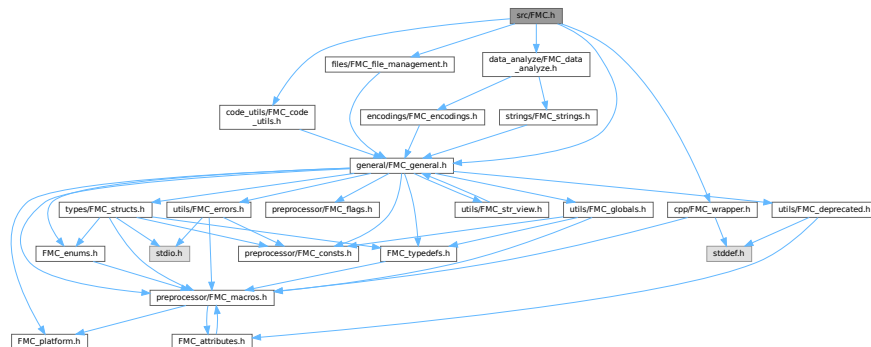 src/FMC.h
files/FMC_file_management.h
data_analyze/FMC_data
_analyze.h
code_utils/FMC_code
_utils.h
encodings/FMC_encodings.h
strings/FMC_strings.h
general/FMC_general.h
types/FMC_structs.h
utils/FMC_errors.h
preprocessor/FMC_flags.h
utils/FMC_str_view.h
utils/FMC_globals.h
cpp/FMC_wrapper.h
utils/FMC_deprecated.h
FMC_enums.h
stdio.h
preprocessor/FMC_consts.h
FMC_typedefs.h
stddef.h
preprocessor/FMC_macros.h
FMC_platform.h
FMC_attributes.h